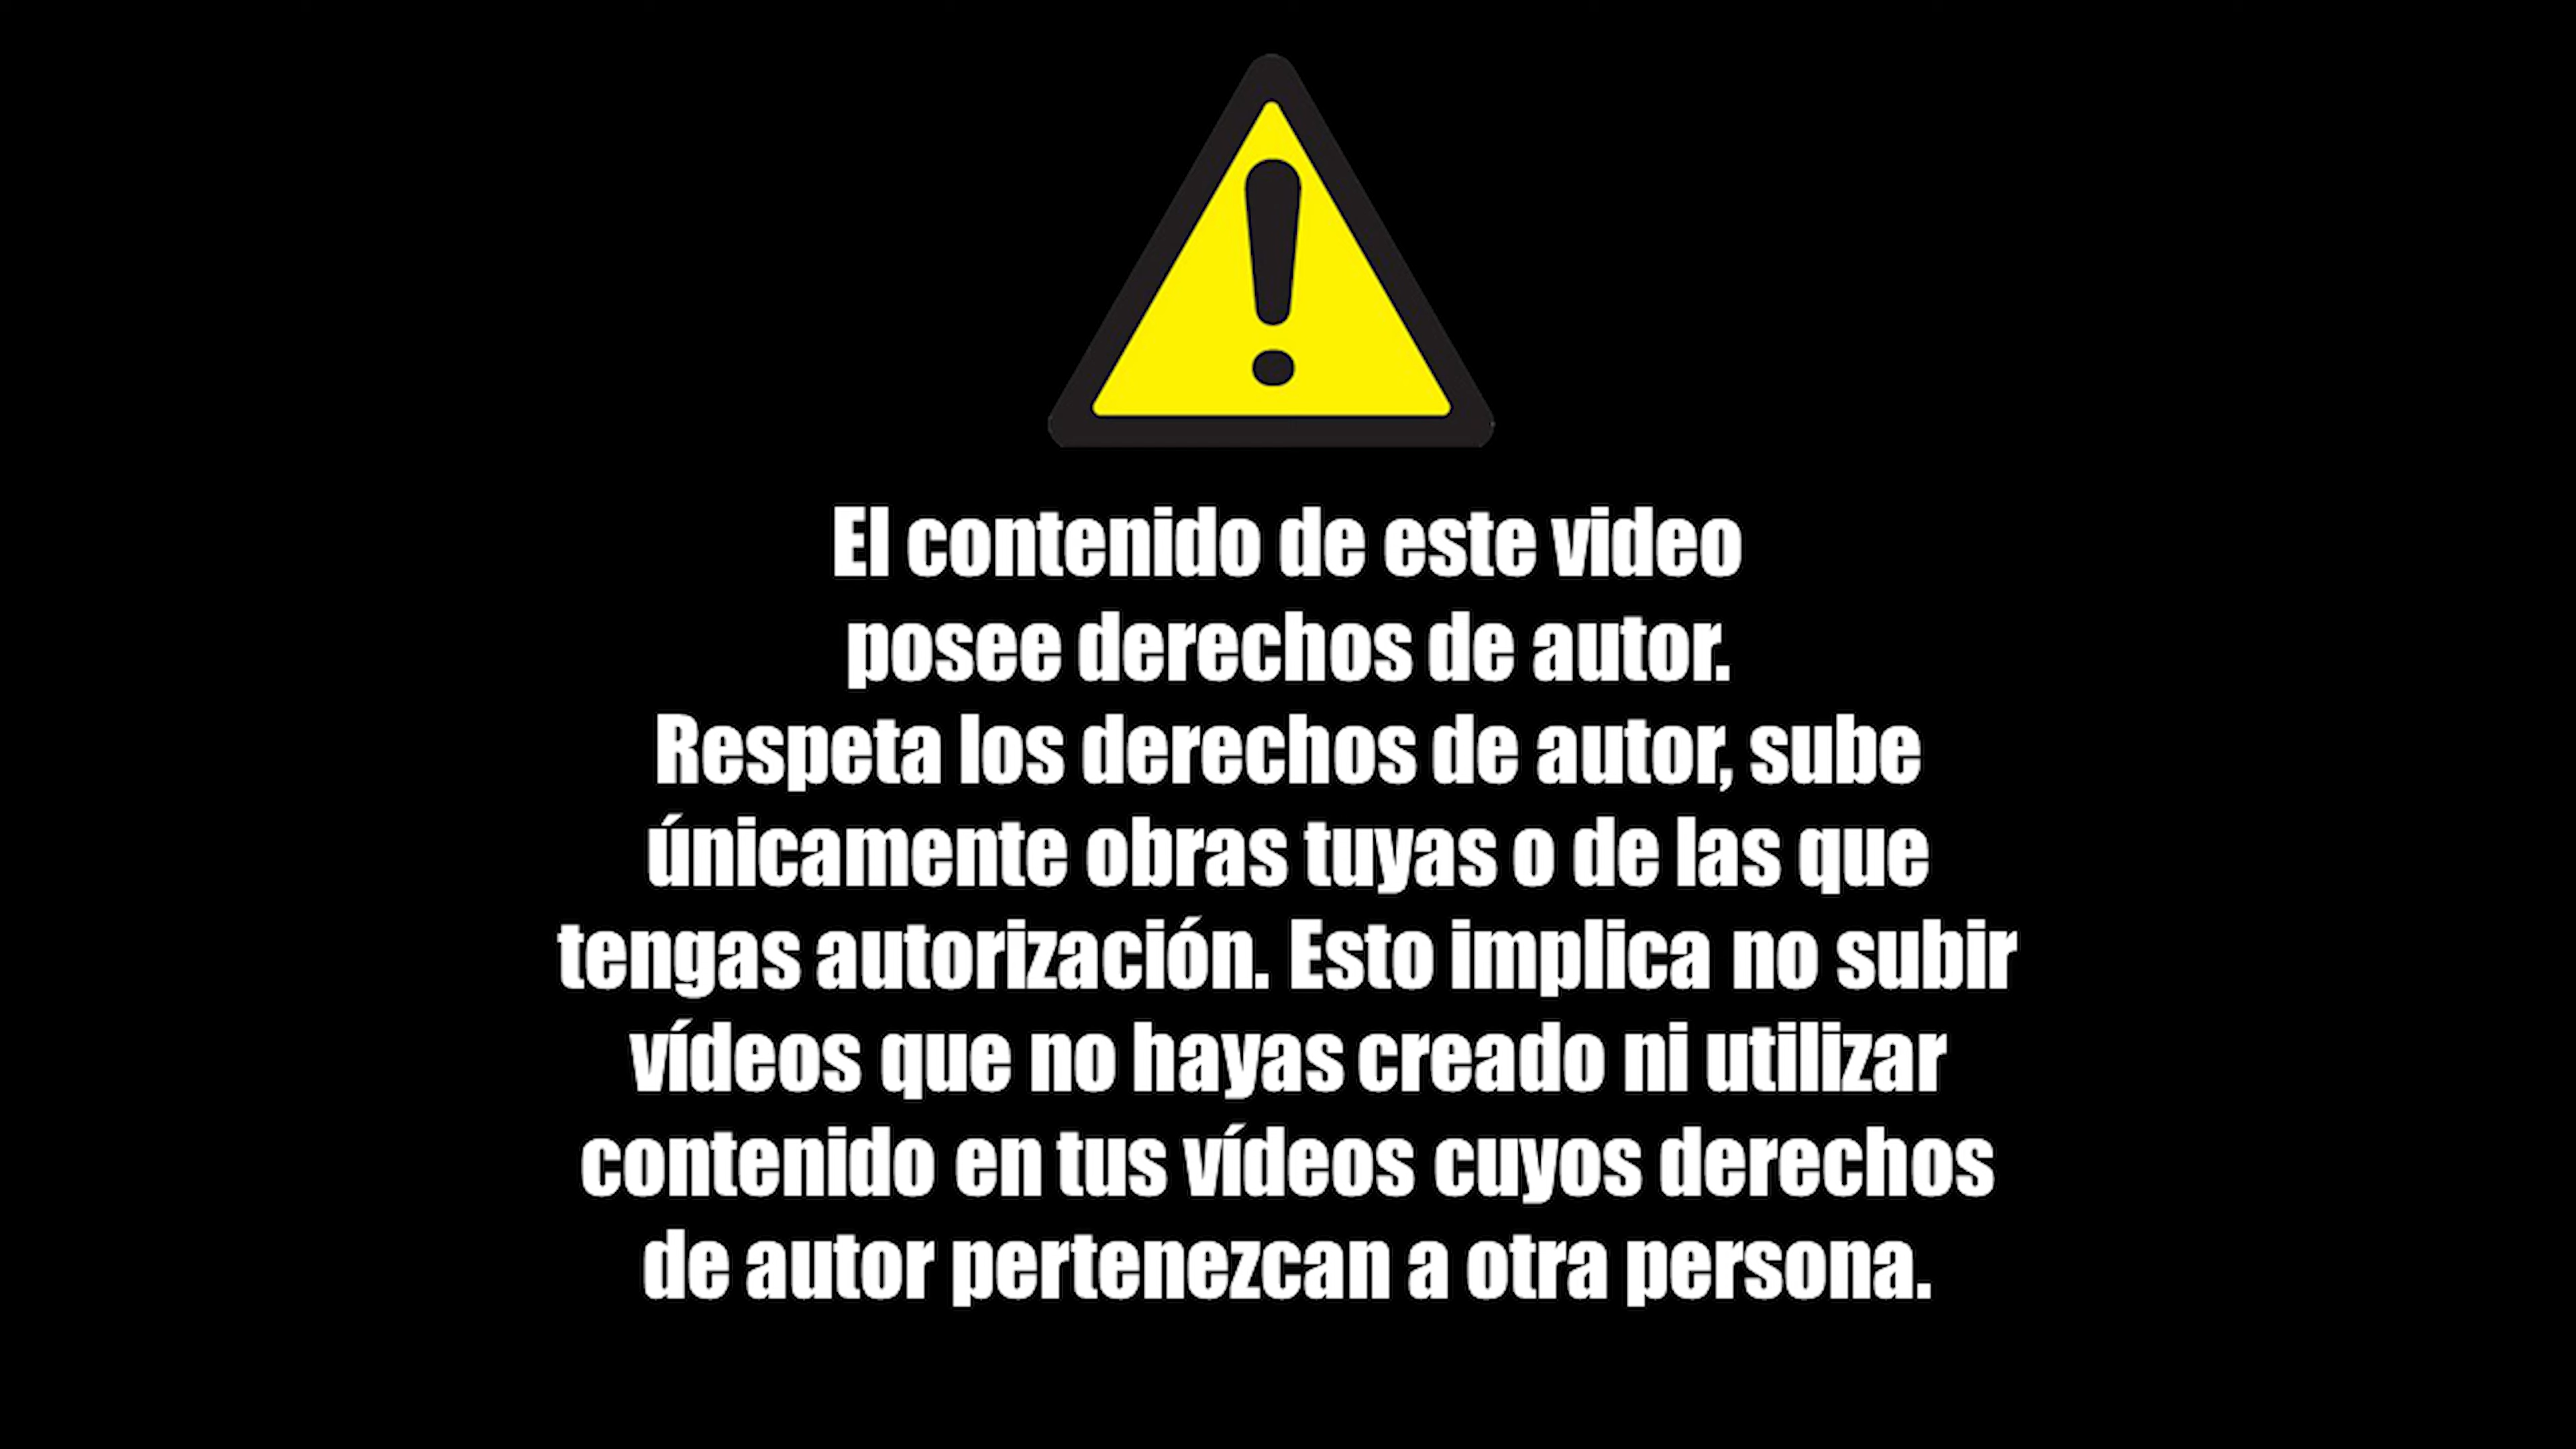 El contenido de este video
posee derechos de autor.
Respeta los derechos de autor, sube
únicamente obras tuyas o de las que
tengas autorización. Esto implica no subir
vídeos que no hayas creado ni utilizar
contenido en tus vídeos cuyos derechos
de autor pertenezcan a otra persona.